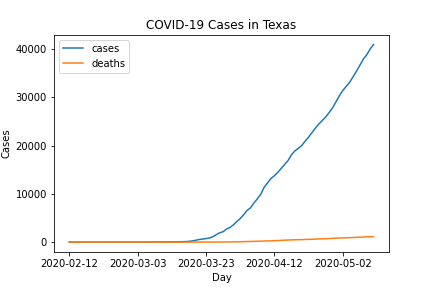 COVID-19 Cases in Texas
cases
deaths
40000
30000
20000
10000
0
Cases
2020-02-12 2020-03-03 2020-03-23 2020-04-12 2020-05-02
Day